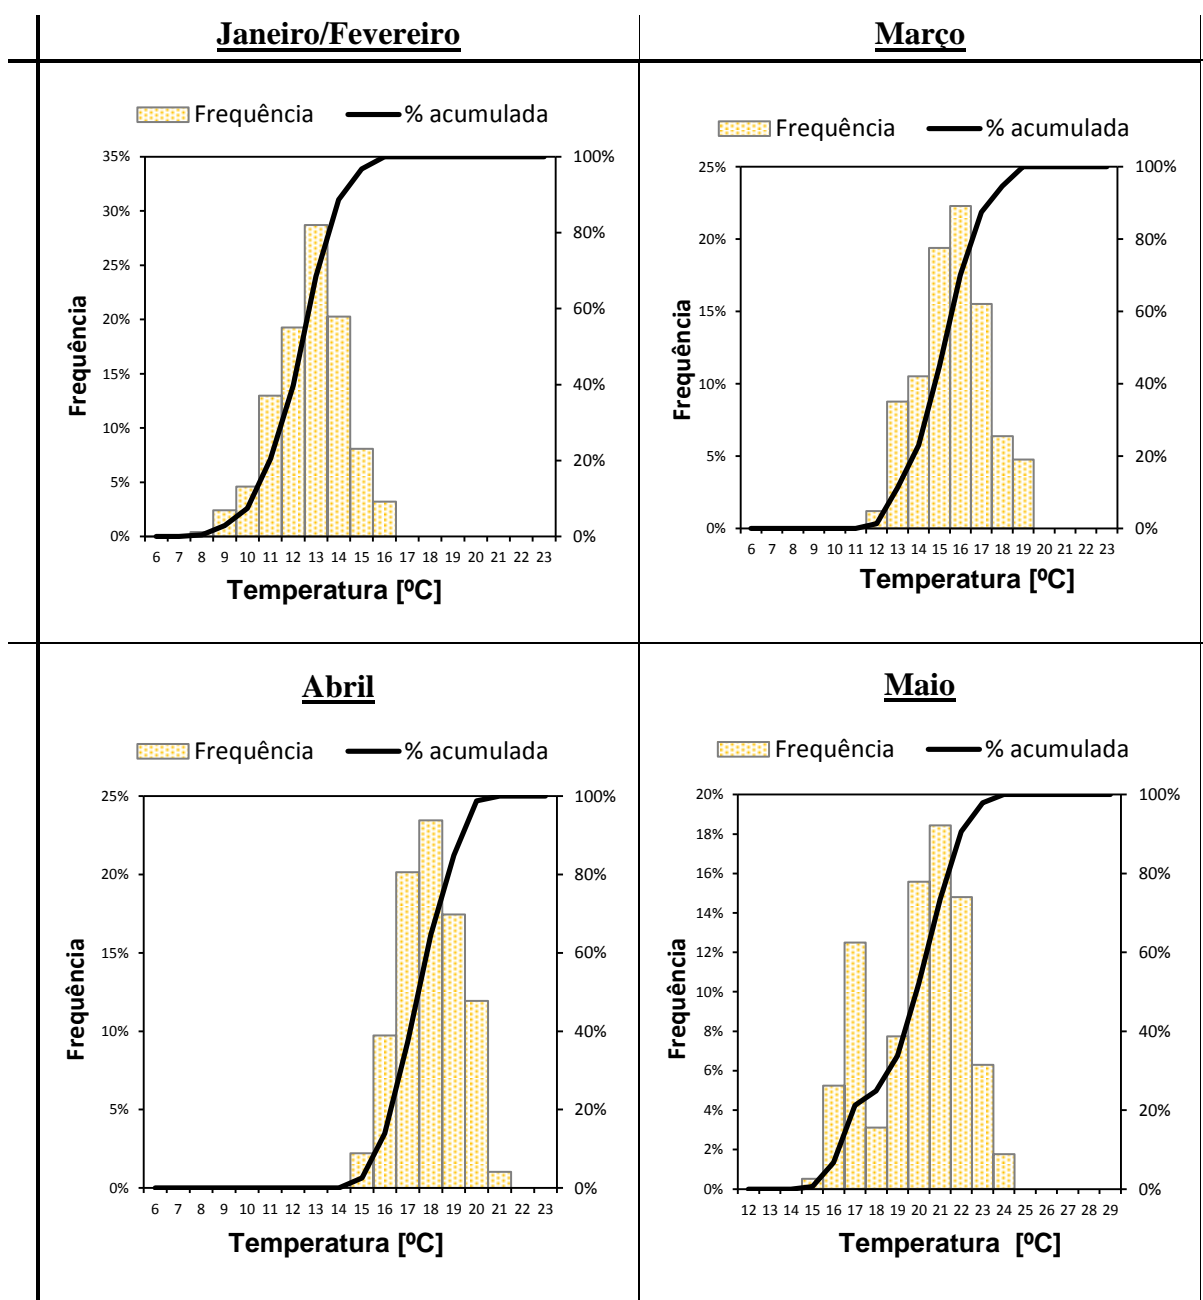 Janeiro/Fevereiro
Março
Frequência % acumulada
35%
30%
25%
20%
15%
10%
5%
0%
100%
80%
60%
40%
20%
0%
Frequência
6 7 8 9 10 11 12 13 14 15 16 17 18 19 20 21 22 23
Temperatura [ºC]
Frequência % acumulada
25%
20%
15%
10%
5%
0%
100%
80%
60%
40%
20%
0%
Frequência
6 7 8 9 10 11 12 13 14 15 16 17 18 19 20 21 22 23
Temperatura [ºC]
Abril
Maio
Frequência % acumulada
25%
20%
15%
10%
5%
0%
100%
80%
60%
40%
20%
0%
Frequência
6 7 8 9 10 11 12 13 14 15 16 17 18 19 20 21 22 23
Temperatura [ºC]
Frequência % acumulada
20%
18%
16%
14%
12%
10%
8%
6%
4%
2%
0%
100%
80%
60%
40%
20%
0%
Frequência
12 13 14 15 16 17 18 19 20 21 22 23 24 25 26 27 28 29
Temperatura [ºC]